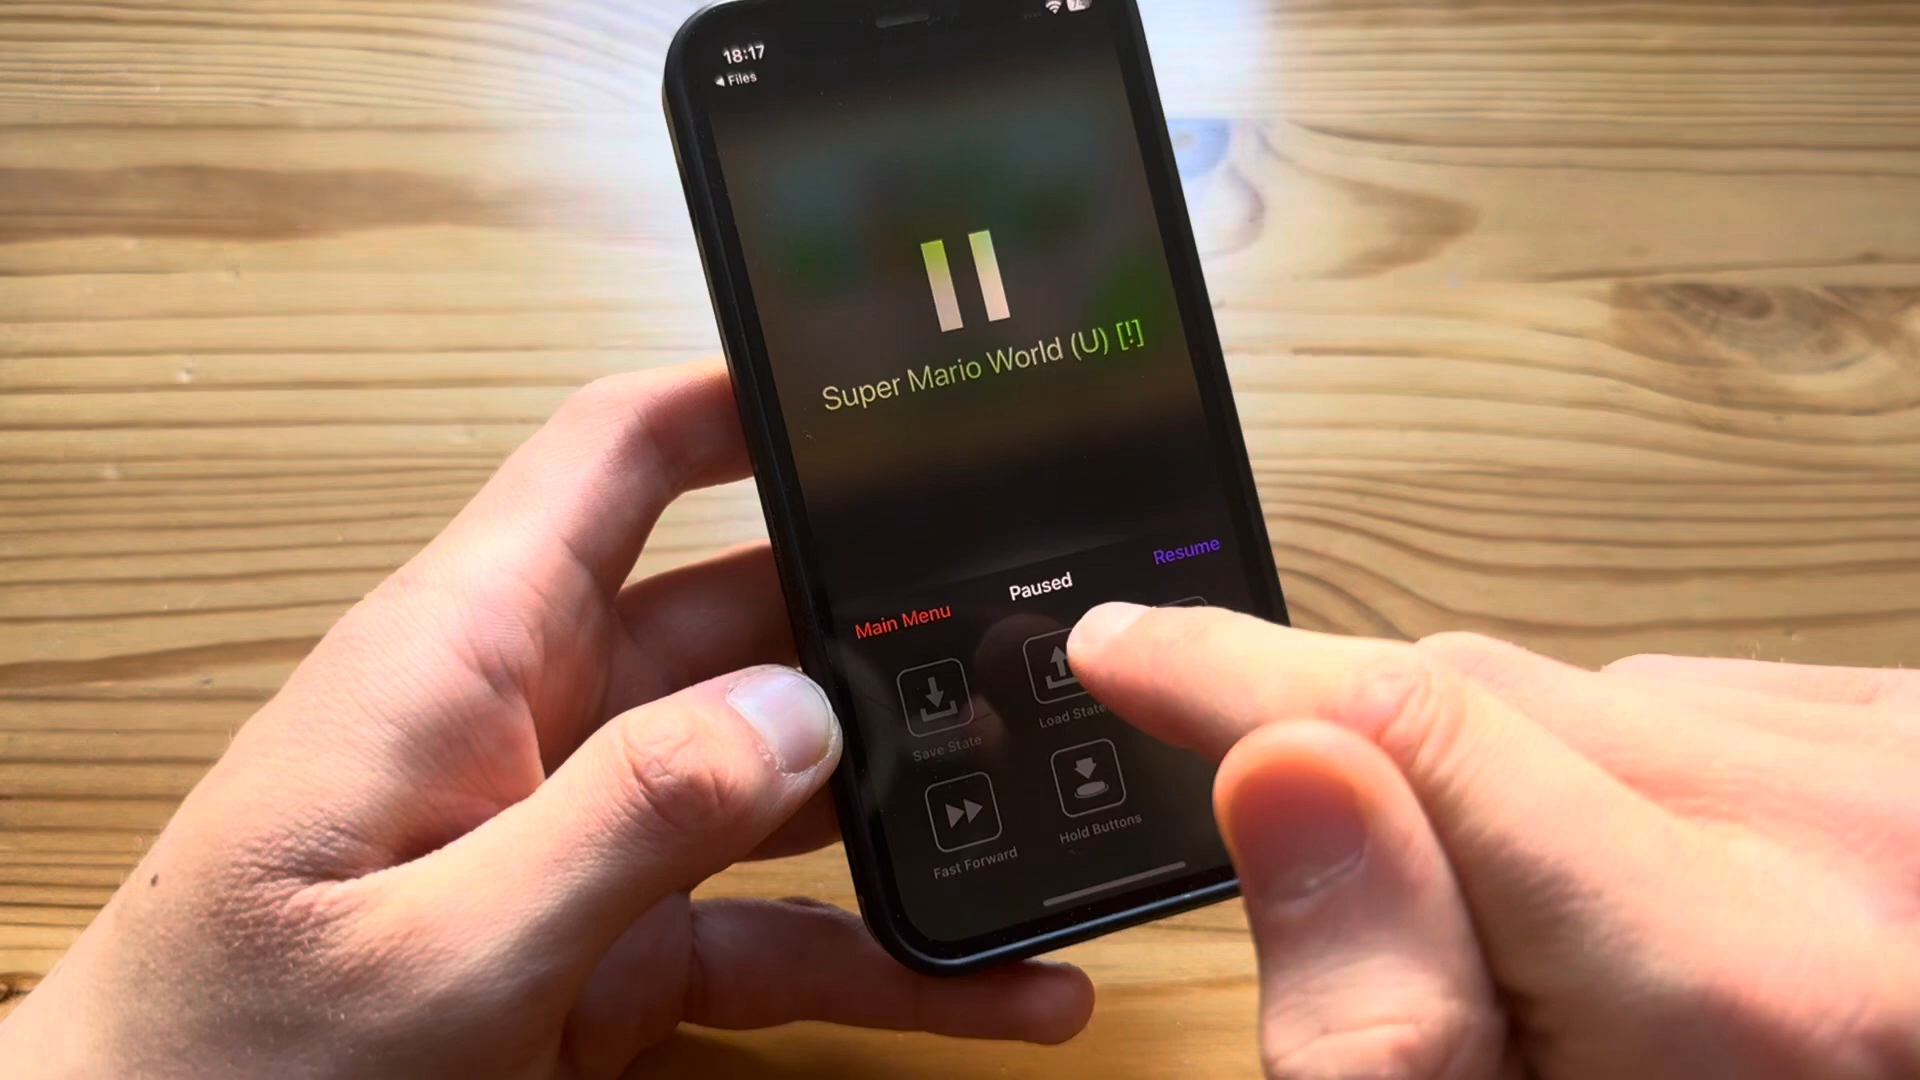 18:17
◀ Files
Super Mario World (U) [!]
Resume
Paused
Main Menu
Save State
Load State
Fast Forward
Hold Buttons